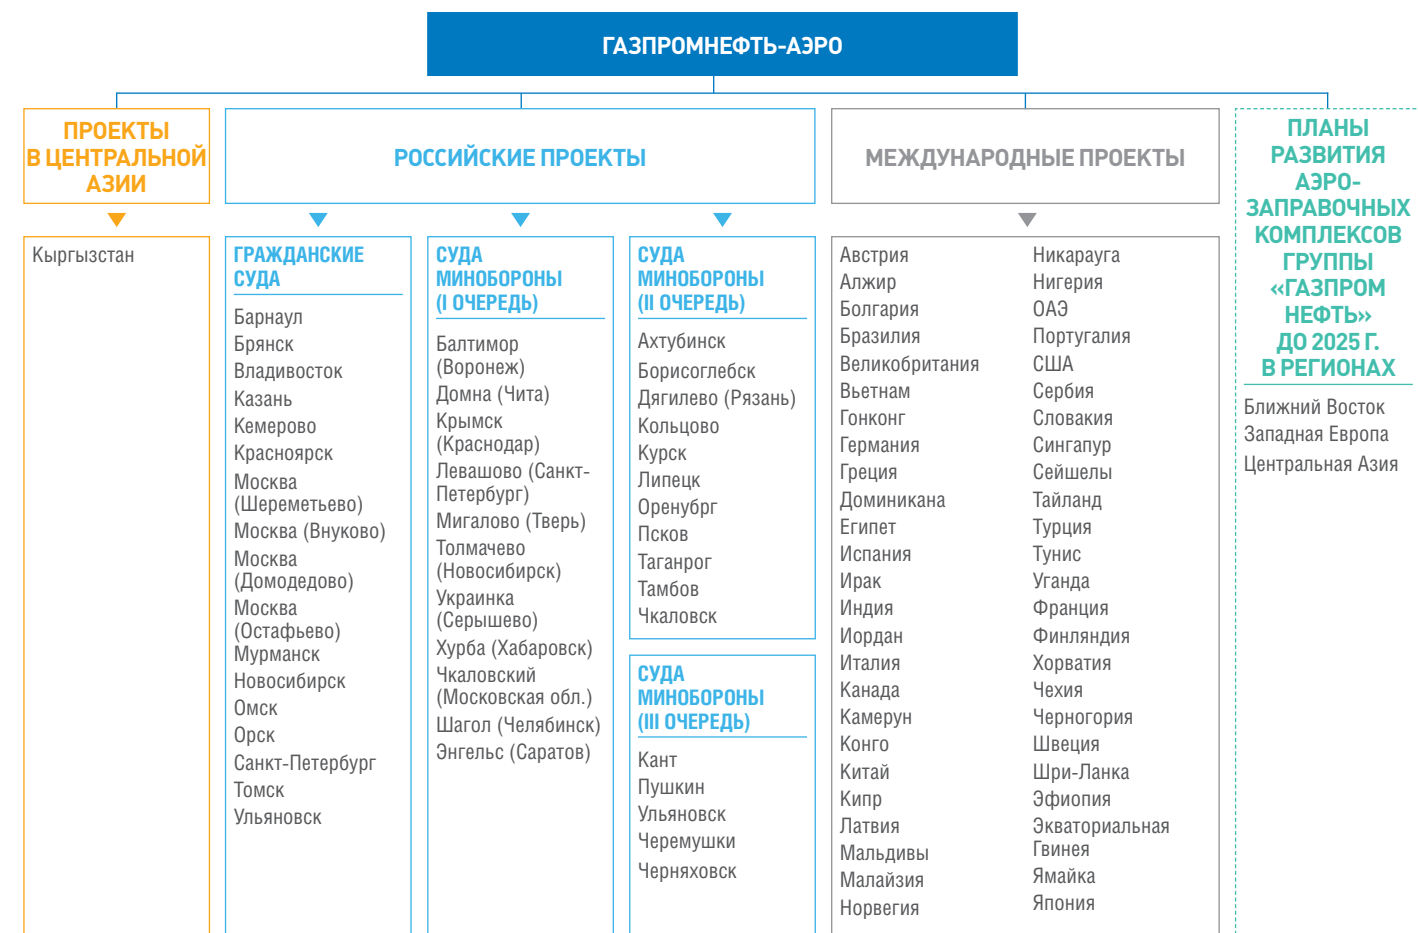 ГАЗПРОМНЕФТЬ-АЭРО
ПРОЕКТЫ
В ЦЕНТРАЛЬНОЙ
АЗИИ
Кыргызстан
РОССИЙСКИЕ ПРОЕКТЫ
ГРАЖДАНСКИЕ
СУДА
Барнаул
Брянск
Владивосток
Казань
Кемерово
Красноярск
Москва
(Шереметьево)
Москва (Внуково)
Москва
(Домодедово)
Москва
(Остафьево)
Мурманск
Новосибирск
Омск
Орск
Санкт-Петербург
Томск
Ульяновск
СУДА
МИНОБОРОНЫ
(I ОЧЕРЕДЬ)
Балтимор
(Воронеж)
Домна (Чита)
Крымск
(Краснодар)
Левашово (Санкт-
Петербург)
Мигалово (Тверь)
Толмачево
(Новосибирск)
Украинка
(Серышево)
Хурба (Хабаровск)
Чкаловский
(Московская обл.)
Шагол (Челябинск)
Энгельс (Саратов)
СУДА
МИНОБОРОНЫ
(II ОЧЕРЕДЬ)
Ахтубинск
Борисоглебск
Дягилево (Рязань)
Кольцово
Курск
Липецк
Оренубрг
Псков
Таганрог
Тамбов
Чкаловск
СУДА
МИНОБОРОНЫ
(III ОЧЕРЕДЬ)
Кант
Пушкин
Ульяновск
Черемушки
Черняховск
МЕЖДУНАРОДНЫЕ ПРОЕКТЫ
Австрия
Алжир
Болгария
Бразилия
Великобритания
Вьетнам
Гонконг
Германия
Греция
Доминикана
Египет
Испания
Ирак
Индия
Иордан
Италия
Канада
Камерун
Конго
Китай
Кипр
Латвия
Мальдивы
Малайзия
Норвегия
Никарауга
Нигерия
ОАЭ
Португалия
США
Сербия
Словакия
Сингапур
Сейшелы
Тайланд
Турция
Тунис
Уганда
Франция
Финляндия
Хорватия
Чехия
Черногория
Швеция
Шри-Ланка
Эфиопия
Экваториальная
Гвинея
Ямайка
Япония
ПЛАНЫ
РАЗВИТИЯ
АЭРО-
ЗАПРАВОЧНЫХ
КОМПЛЕКСОВ
ГРУППЫ
«ГАЗПРОМ
НЕФТЬ»
ДО 2025 Г.
В РЕГИОНАХ
Ближний Восток
Западная Европа
Центральная Азия